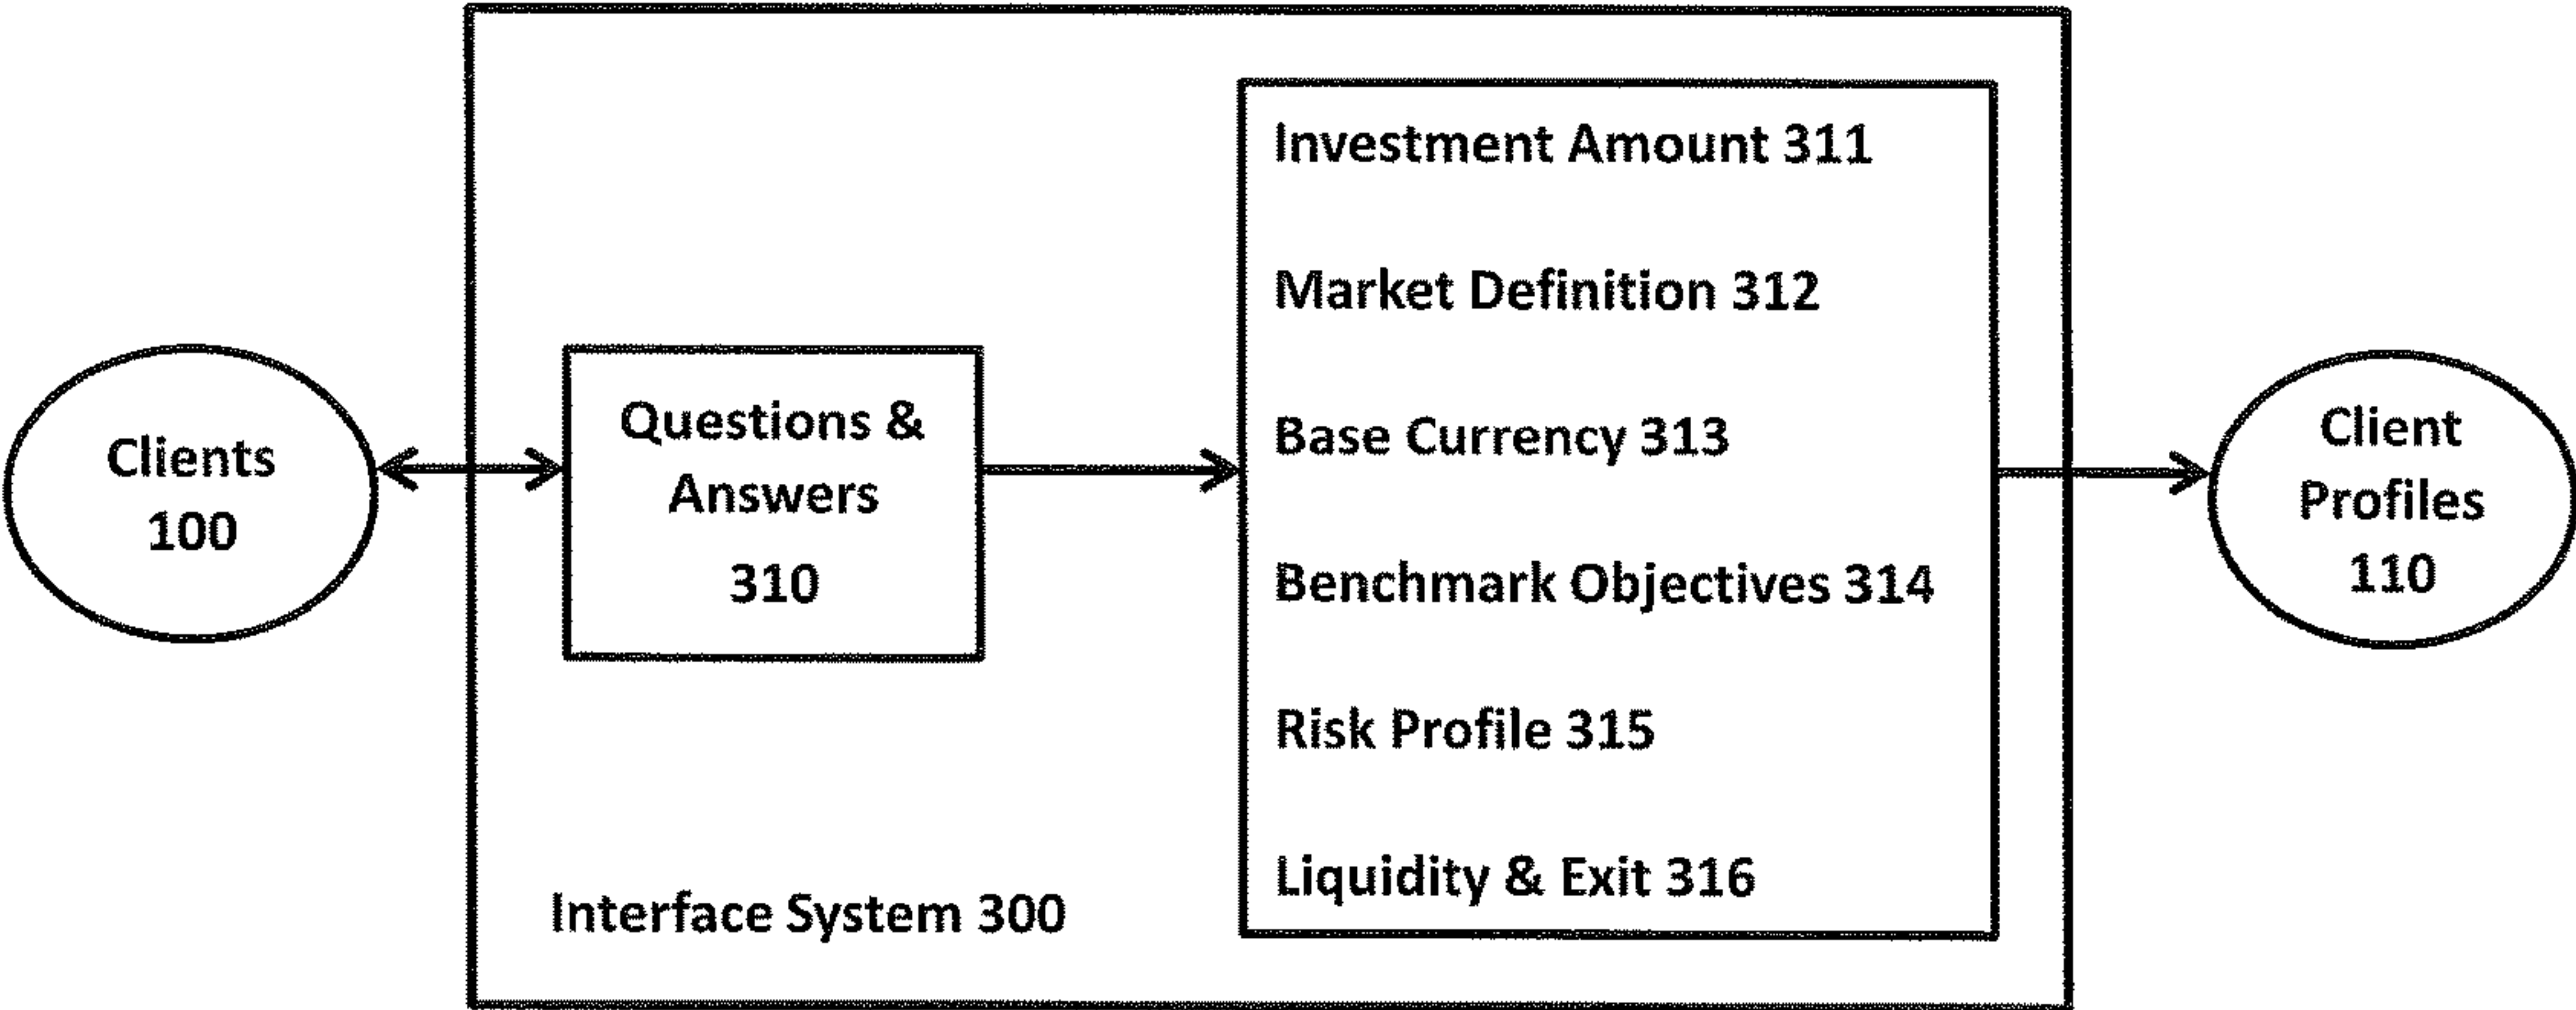 Clients
100
Questions &
Answers
310
Interface System 300
Investment Amount 311
Market Definition 312
Base Currency 313
Benchmark Objectives 314
Risk Profile 315
Liquidity & Exit 316
Client
Profiles
110